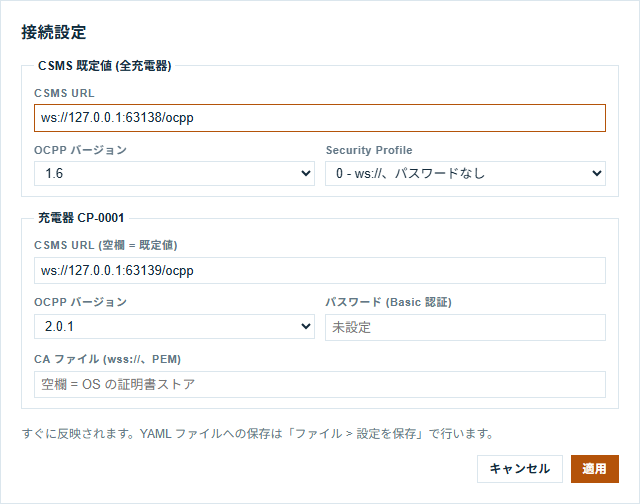 接続設定
CSMS 既定値 (全充電器)
CSMS URL
ws://127.0.0.1:63138/ocpp
OCPP バージョン Security Profile
1.6 0 - ws://、パスワードなし
充電器 CP-0001
CSMS URL (空欄 = 既定値)
ws://127.0.0.1:63139/ocpp
OCPP バージョン パスワード (Basic 認証)
2.0.1 未設定
CA ファイル (wss://、PEM)
空欄 = OS の証明書ストア
すぐに反映されます。YAML ファイルへの保存は「ファイル > 設定を保存」で行います。
キャンセル 適用